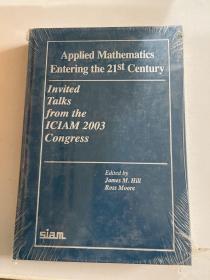 Applied Mathematics
Entering the 21st Century
Invited
Talks
from the
ICIAM 2003
Congress
Edited by
James M. Hill
Ross Moore
siam